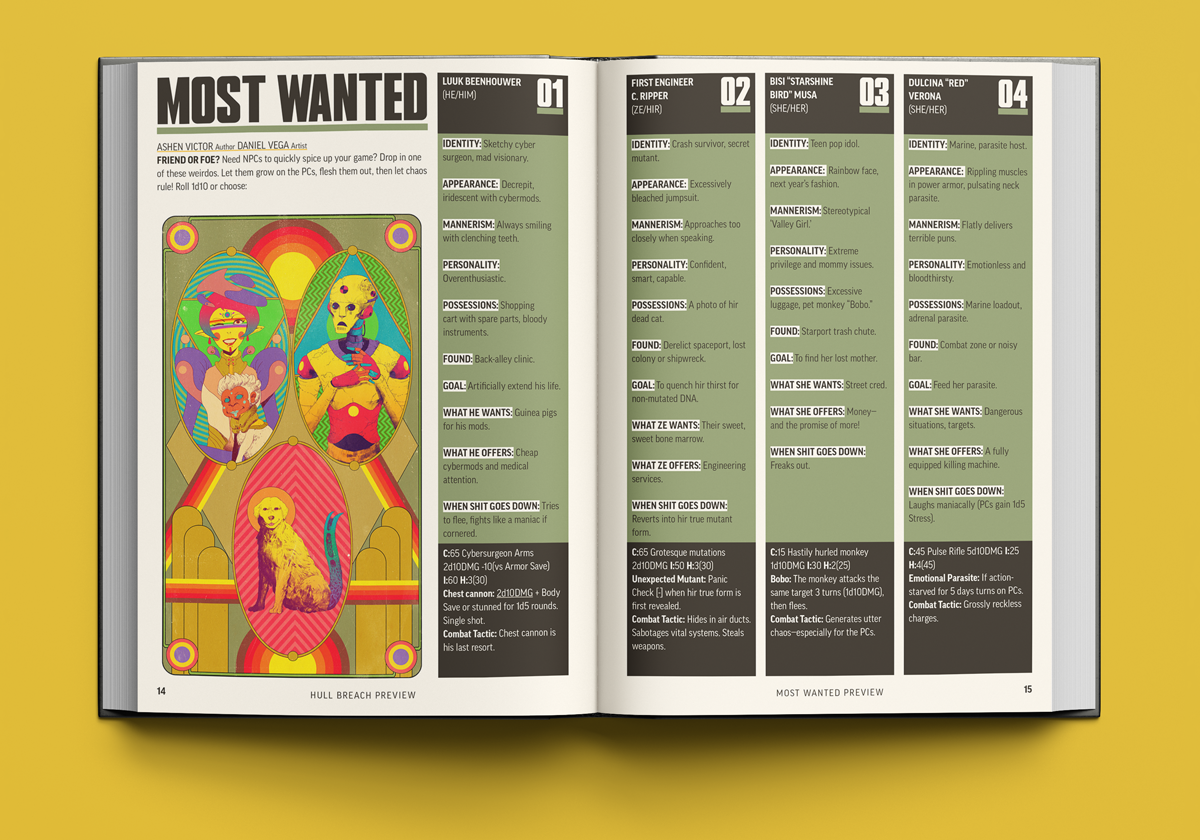 MOST WANTED
ASHEN VICTOR Author DANIEL VEGA Artist
FRIEND OR FOE? Need NPCs to quickly spice up your game? Drop in one
of these weirdos. Let them grow on the PCs, flesh them out, then let chaos
rule! Roll 1d10 or choose:
14
HULL BREACH PREVIEW
LUUK BEENHOUWER
(HE/HIM)
01
IDENTITY: Sketchy cyber
surgeon, mad visionary.
APPEARANCE: Decrepit,
iridescent with cybermods.
MANNERISM: Always smiling
with clenching teeth.
PERSONALITY:
Overenthusiastic.
POSSESSIONS: Shopping
cart with spare parts, bloody
instruments.
FOUND: Back-alley clinic.
GOAL: Artificially extend his life.
WHAT HE WANTS: Guinea pigs
for his mods.
WHAT HE OFFERS: Cheap
cybermods and medical
attention.
WHEN SHIT GOES DOWN: Tries
to flee, fights like a maniac if
cornered.
C:65 Cybersurgeon Arms
2d10DMG -10(vs Armor Save)
I:60 H:3(30)
Chest cannon: 2d10DMG + Body
Save or stunned for 1d5 rounds.
Single shot.
Combat Tactic: Chest cannon is
his last resort.
FIRST ENGINEER
C. RIPPER
(ZE/HIR)
02
IDENTITY: Crash survivor, secret
mutant.
APPEARANCE: Excessively
bleached jumpsuit.
MANNERISM: Approaches too
closely when speaking.
PERSONALITY: Confident,
smart, capable.
POSSESSIONS: A photo of hir
dead cat.
FOUND: Derelict spaceport, lost
colony or shipwreck.
GOAL: To quench hir thirst for
non-mutated DNA.
WHAT ZE WANTS: Their sweet,
sweet bone marrow.
WHAT ZE OFFERS: Engineering
services.
WHEN SHIT GOES DOWN:
Reverts into hir true mutant
form.
C:65 Grotesque mutations
2d10DMG I:50 H:3(30)
Unexpected Mutant: Panic
Check [-] when hir true form is
first revealed.
Combat Tactic: Hides in air ducts.
Sabotages vital systems. Steals
weapons.
BISI "STARSHINE
BIRD" MUSA
(SHE/HER)
03
IDENTITY: Teen pop idol.
APPEARANCE: Rainbow face,
next year's fashion.
MANNERISM: Stereotypical
'Valley Girl.'
PERSONALITY: Extreme
privilege and mommy issues.
POSSESSIONS: Excessive
luggage, pet monkey "Bobo."
FOUND: Starport trash chute.
GOAL: To find her lost mother.
WHAT SHE WANTS: Street cred.
WHAT SHE OFFERS: Money—
and the promise of more!
WHEN SHIT GOES DOWN:
Freaks out.
C:15 Hastily hurled monkey
1d10DMG I:30 H:2(25)
Bobo: The monkey attacks the
same target 3 turns (1d10DMG),
then flees.
Combat Tactic: Generates utter
chaos—especially for the PCs.
DULCINA "RED"
VERONA
(SHE/HER)
04
IDENTITY: Marine, parasite host.
APPEARANCE: Rippling muscles
in power armor, pulsating neck
parasite.
MANNERISM: Flatly delivers
terrible puns.
PERSONALITY: Emotionless and
bloodthirsty.
POSSESSIONS: Marine loadout,
adrenal parasite.
FOUND: Combat zone or noisy
bar.
GOAL: Feed her parasite.
WHAT SHE WANTS: Dangerous
situations, targets.
WHAT SHE OFFERS: A fully
equipped killing machine.
WHEN SHIT GOES DOWN:
Laughs maniacally (PCs gain 1d5
Stress).
C:45 Pulse Rifle 5d10DMG I:25
H:4(45)
Emotional Parasite: If action-
starved for 5 days turns on PCs.
Combat Tactic: Grossly reckless
charges.
MOST WANTED PREVIEW
15